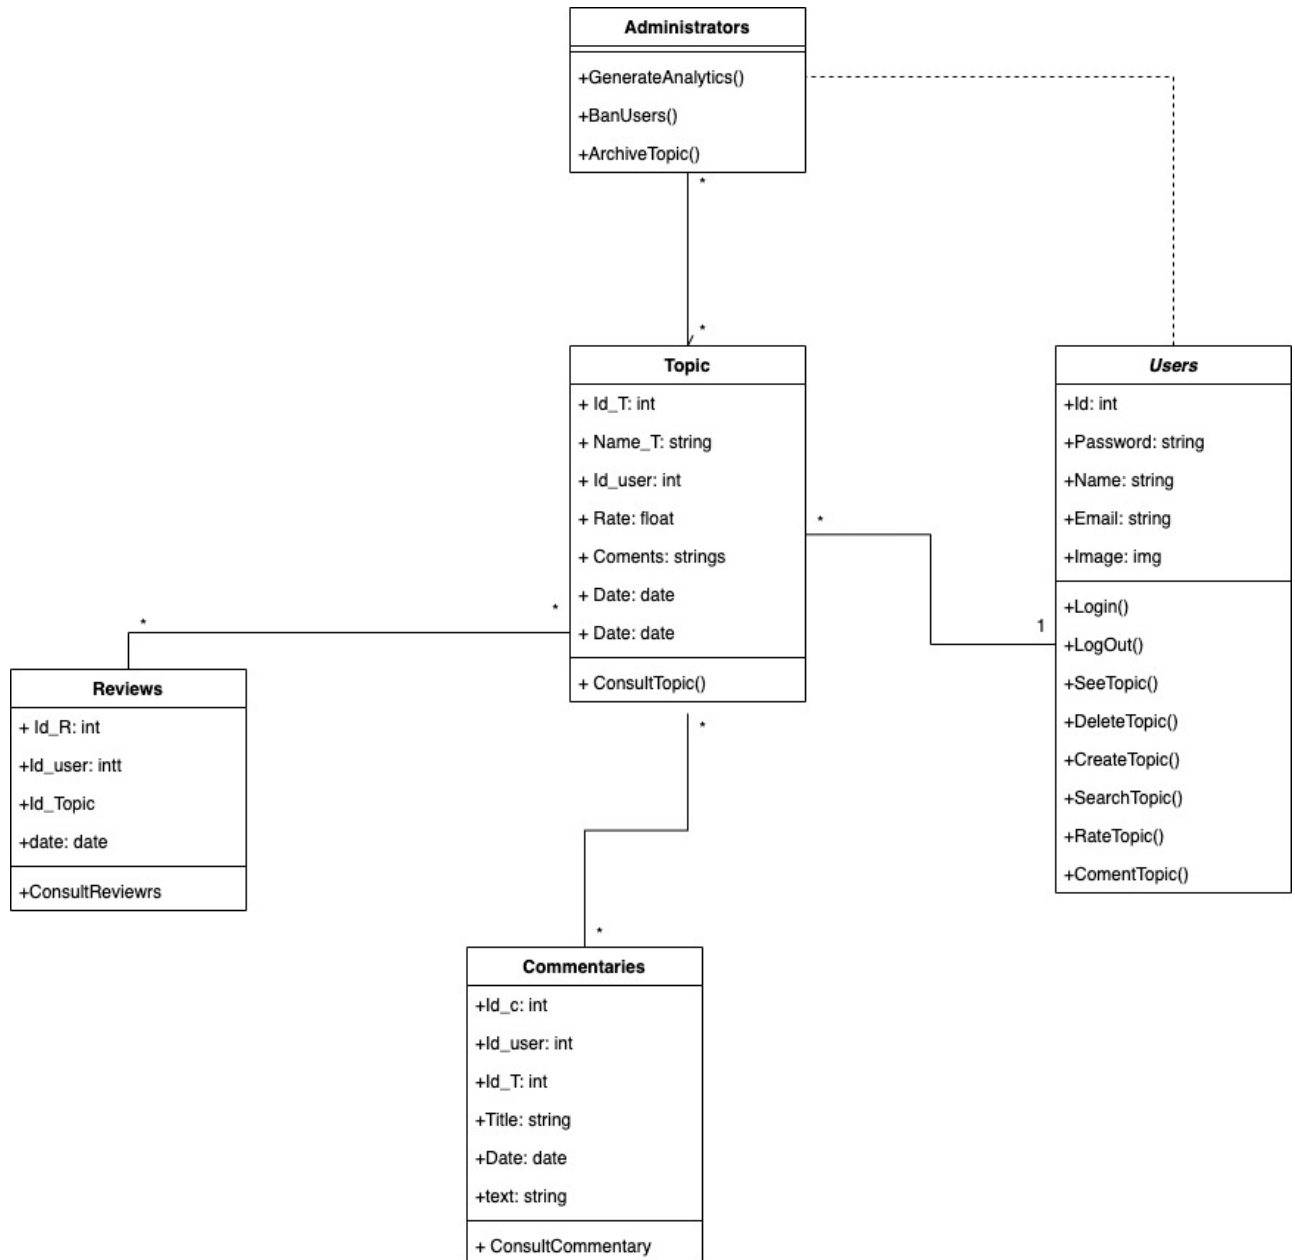 Administrators
+GenerateAnalytics()
+BanUsers()
+ArchiveTopic()
*
*
Topic
+ Id_T: int
+ Name_T: string
+ Id_user: int
+ Rate: float
+ Coments: strings
+ Date: date
+ Date: date
+ ConsultTopic()
Users
+Id: int
+Password: string
+Name: string
+Email: string
+Image: img
+Login()
+LogOut()
+SeeTopic()
+DeleteTopic()
+CreateTopic()
+SearchTopic()
+RateTopic()
+ComentTopic()
*
1
*
*
Reviews
+ Id_R: int
+Id_user: intt
+Id_Topic
+date: date
+ConsultReviewrs
*
*
Commentaries
+Id_c: int
+Id_user: int
+Id_T: int
+Title: string
+Date: date
+text: string
+ ConsultCommentary